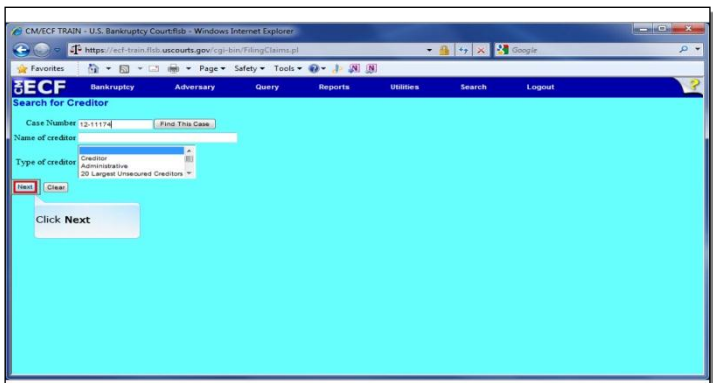 CM/ECF TRAIN - U.S. Bankruptcy Court:flsb - Windows Internet Explorer
https://ecf-train.flsb.uscourts.gov/cgi-bin/FilingClaims.pl
Google
Favorites Page Safety Tools
ECF Bankruptcy Adversary Query Reports Utilities Search Logout ?
Search for Creditor
Case Number 12-11174 Find This Case
Name of creditor
Type of creditor
Creditor
Administrative
20 Largest Unsecured Creditors
Next Clear
Click Next